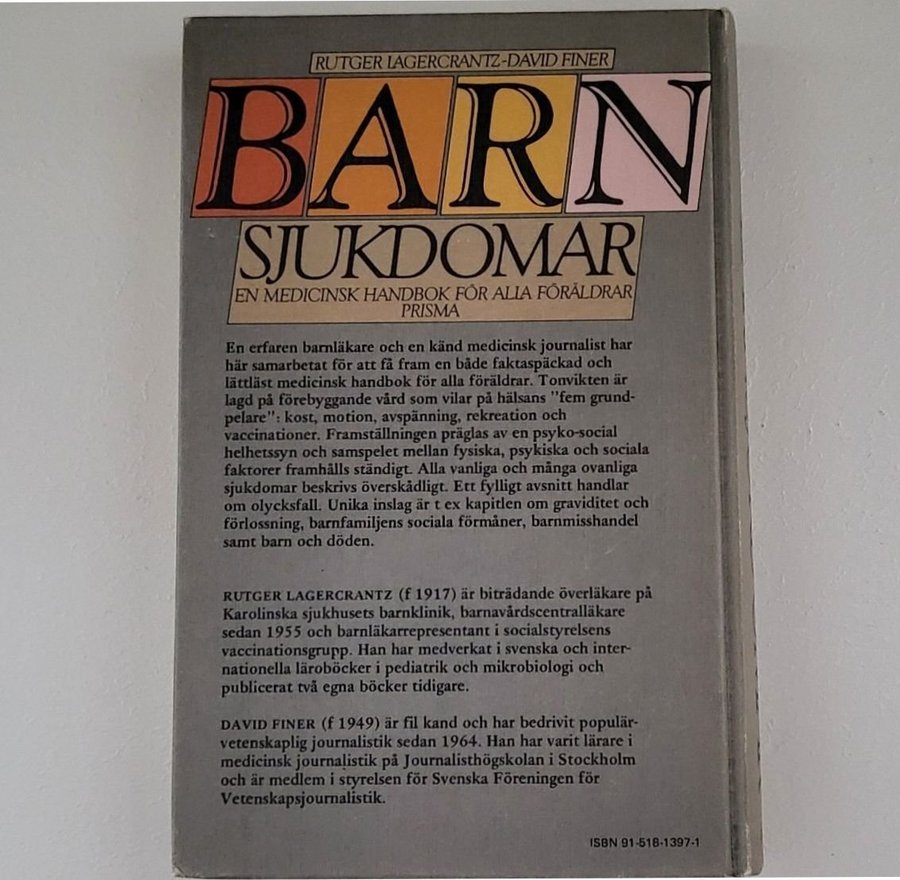 RUTGER LAGERCRANTZ-DAVID FINER
BARN
SJUKDOMAR
EN MEDICINSK HANDBOK FÖR ALLA FÖRÄLDRAR
PRISMA
En erfaren barnläkare och en känd medicinsk journalist har
här samarbetat för att få fram en både faktaspäckad och
lättläst medicinsk handbok för alla föräldrar. Tonvikten är
lagd på förebyggande vård som vilar på hälsans "fem grund-
pelare": kost, motion, avspänning, rekreation och
vaccinationer. Framställningen präglas av en psyko-social
helhetssyn och samspelet mellan fysiska, psykiska och sociala
faktorer framhålls ständigt. Alla vanliga och många ovanliga
sjukdomar beskrivs överskådligt. Ett fylligt avsnitt handlar
om olycksfall. Unika inslag är t ex kapitlen om graviditet och
förlossning, barnfamiljens sociala förmåner, barnmisshandel
samt barn och döden.
RUTGER LAGERCRANTZ (f 1917) är biträdande överläkare på
Karolinska sjukhusets barnklinik, barnavårdscentralläkare
sedan 1955 och barnläkarrepresentant i socialstyrelsens
vaccinationsgrupp. Han har medverkat i svenska och inter-
nationella läroböcker i pediatrik och mikrobiologi och
publicerat två egna böcker tidigare.
DAVID FINER (f 1949) är fil kand och har bedrivit populär-
vetenskaplig journalistik sedan 1964. Han har varit lärare i
medicinsk journalistik på Journalisthögskolan i Stockholm
och är medlem i styrelsen för Svenska Föreningen för
Vetenskapsjournalistik.
ISBN 91-518-1397-1